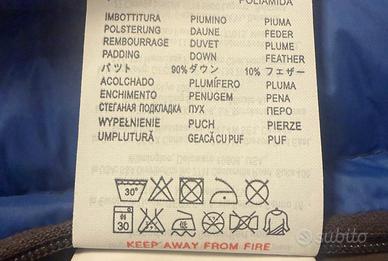 POLIAMIDA
IMBOTTITURA PIUMINO PIUMA
POLSTERUNG DAUNE FEDER
REMBOURRAGE DUVET PLUME
PADDING DOWN FEATHER
パット 90% ダウン 10% フェザー
ACOLCHADO PLUMÍFERO PLUMA
ENCHIMENTO PENUGEM PENA
СТЕГАНАЯ ПОДКЛАДКА ПУХ ПЕРО
WYPEŁNIENIE PUCH PIERZE
UMPLUTURĂ GEACĂ CU PUF PUF
30°
30
KEEP AWAY FROM FIRE
subito.it